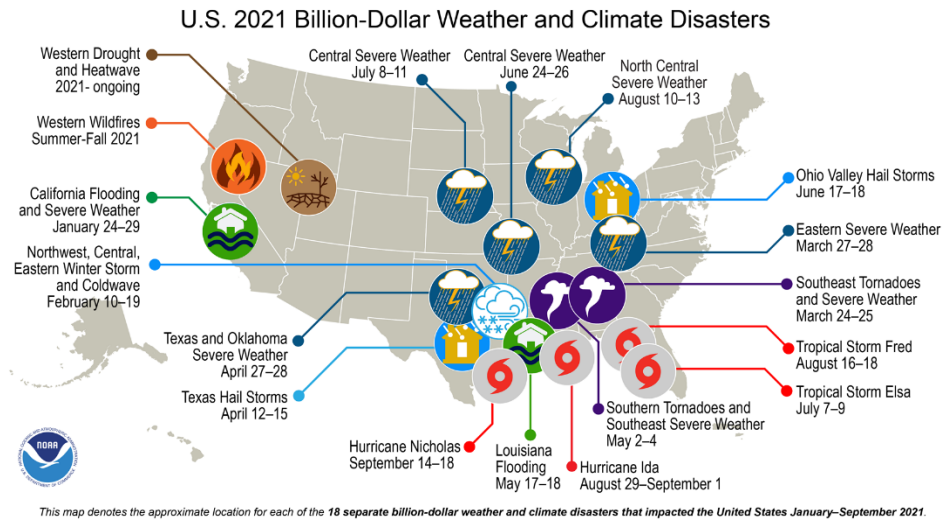 U.S. 2021 Billion-Dollar Weather and Climate Disasters
Western Drought
and Heatwave
2021- ongoing
Central Severe Weather
July 8–11
Central Severe Weather
June 24–26
North Central
Severe Weather
August 10–13
Western Wildfires
Summer-Fall 2021
California Flooding
and Severe Weather
January 24–29
Northwest, Central,
Eastern Winter Storm
and Coldwave
February 10–19
Ohio Valley Hail Storms
June 17–18
Eastern Severe Weather
March 27–28
Southeast Tornadoes
and Severe Weather
March 24–25
Texas and Oklahoma
Severe Weather
April 27–28
Texas Hail Storms
April 12–15
Tropical Storm Fred
August 16–18
Tropical Storm Elsa
July 7–9
Southern Tornadoes and
Southeast Severe Weather
May 2–4
Hurricane Nicholas
September 14–18
Louisiana
Flooding
May 17–18
Hurricane Ida
August 29–September 1
NOAA
This map denotes the approximate location for each of the 18 separate billion-dollar weather and climate disasters that impacted the United States January–September 2021.